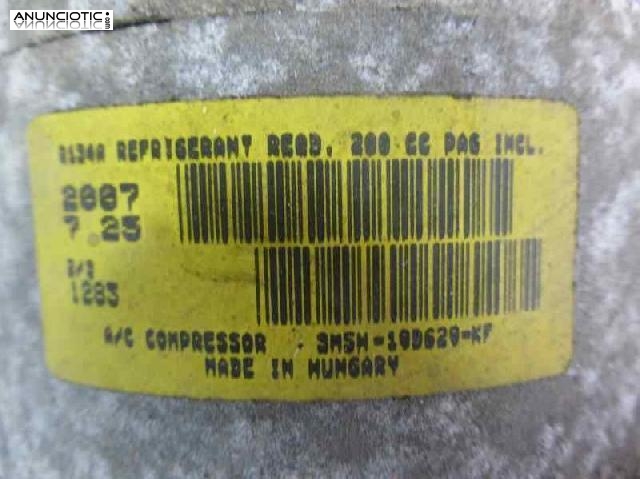 ANUNCIOTIC.com
R134A REFRIGERANT REQD. 200 CC PAG INCL.
2007
7.25
S/S
1283
A/C COMPRESSOR - 3M5H-19D629-KF
MADE IN HUNGARY